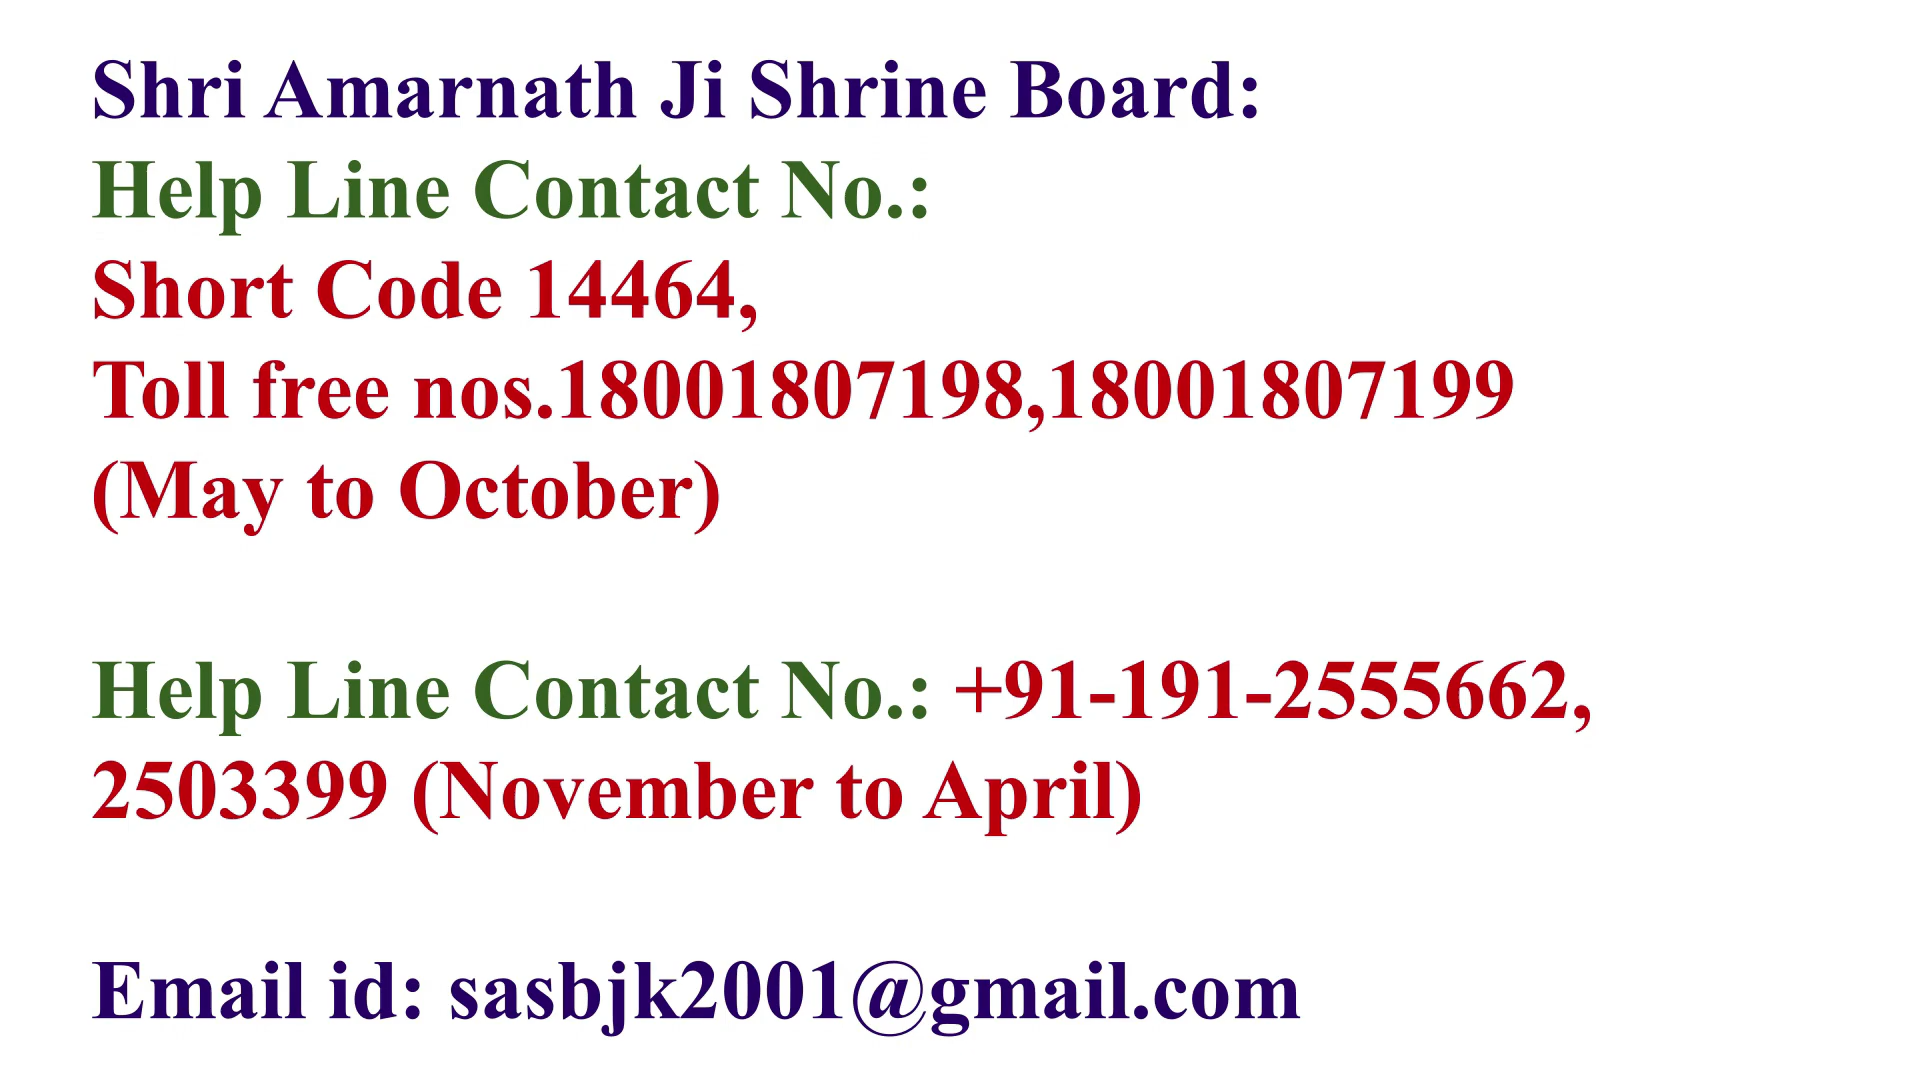 Shri Amarnath Ji Shrine Board:
Help Line Contact No.:
Short Code 14464,
Toll free nos.18001807198,18001807199
(May to October)
Help Line Contact No.: +91-191-2555662,
2503399 (November to April)
Email id: sasbjk2001@gmail.com